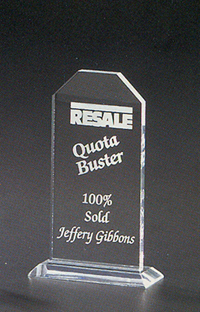 RESALE
Quota
Buster
100%
Sold
Jeffery Gibbons